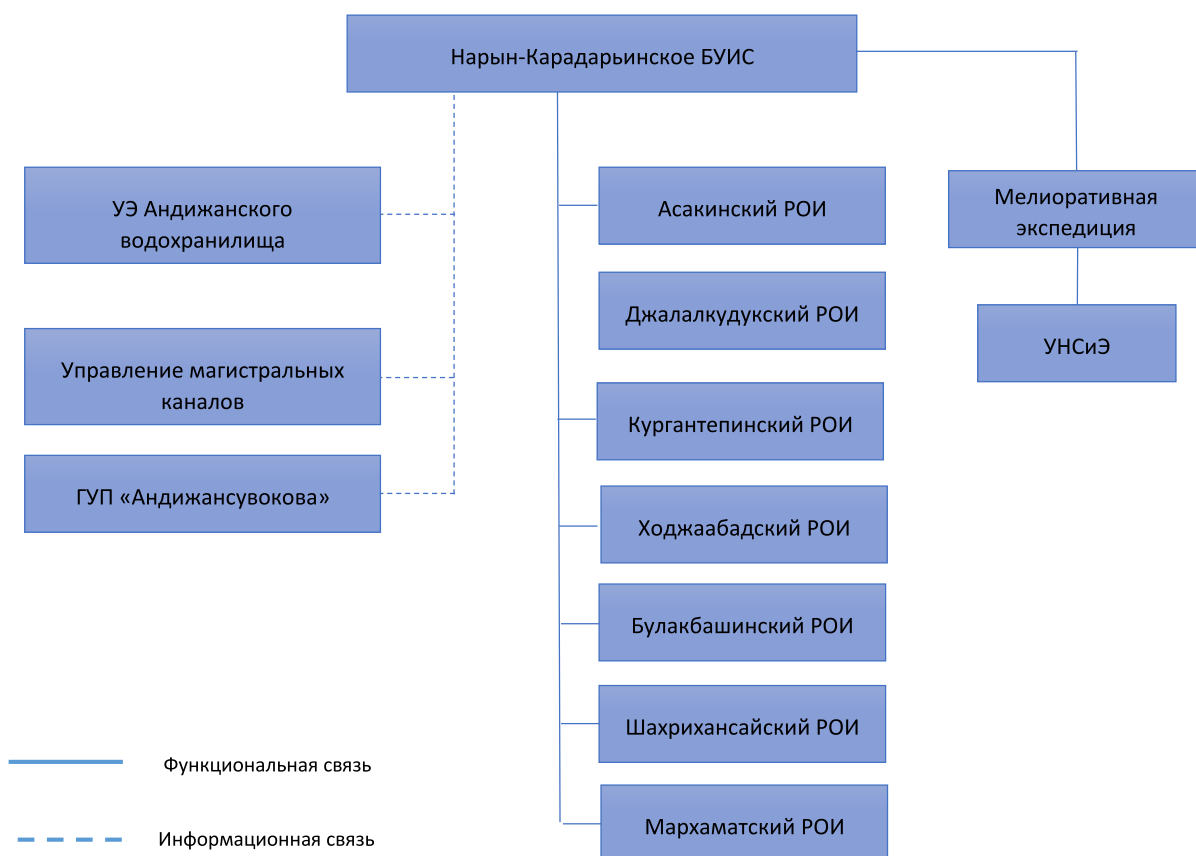 Нарын-Карадарьинское БУИС
УЭ Андижанского
водохранилища
Управление магистральных
каналов
ГУП «Андижансувокова»
Асакинский РОИ
Джалалкудукский РОИ
Кургантепинский РОИ
Ходжаабадский РОИ
Булакбашинский РОИ
Шахрихансайский РОИ
Мархаматский РОИ
Мелиоративная
экспедиция
УНСиЭ
Функциональная связь
Информационная связь